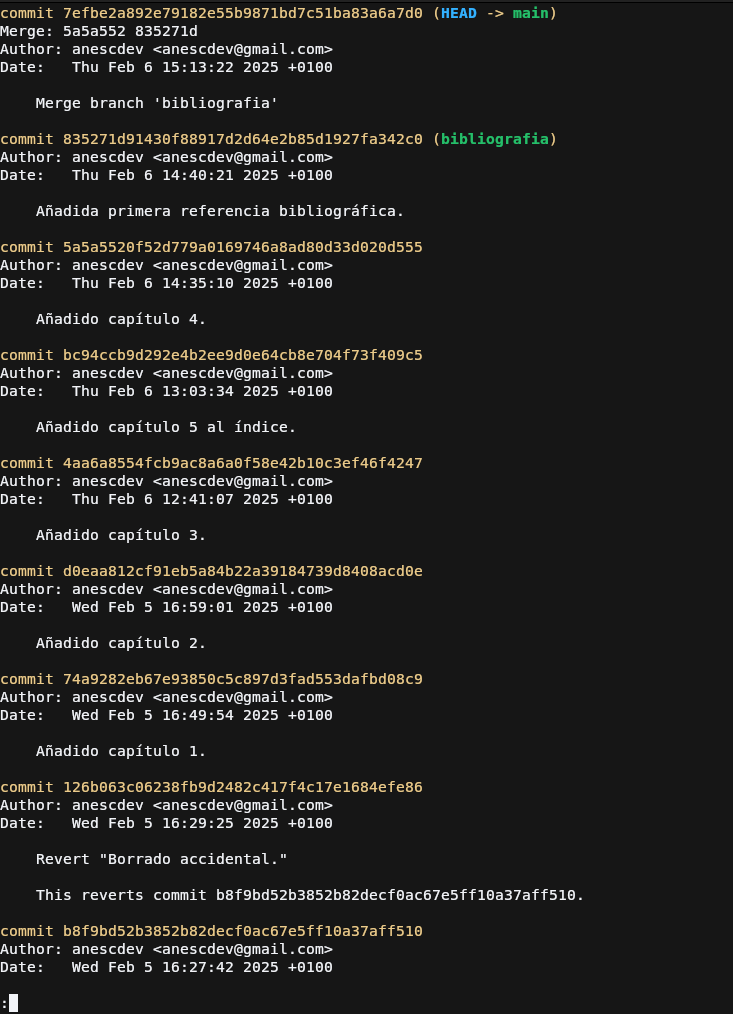 commit 7efbe2a892e79182e55b9871bd7c51ba83a6a7d0 (HEAD -> main)
Merge: 5a5a552 835271d
Author: anescdev <anescdev@gmail.com>
Date:   Thu Feb 6 15:13:22 2025 +0100

    Merge branch 'bibliografia'

commit 835271d91430f88917d2d64e2b85d1927fa342c0 (bibliografia)
Author: anescdev <anescdev@gmail.com>
Date:   Thu Feb 6 14:40:21 2025 +0100

    Añadida primera referencia bibliográfica.

commit 5a5a5520f52d779a0169746a8ad80d33d020d555
Author: anescdev <anescdev@gmail.com>
Date:   Thu Feb 6 14:35:10 2025 +0100

    Añadido capítulo 4.

commit bc94ccb9d292e4b2ee9d0e64cb8e704f73f409c5
Author: anescdev <anescdev@gmail.com>
Date:   Thu Feb 6 13:03:34 2025 +0100

    Añadido capítulo 5 al índice.

commit 4aa6a8554fcb9ac8a6a0f58e42b10c3ef46f4247
Author: anescdev <anescdev@gmail.com>
Date:   Thu Feb 6 12:41:07 2025 +0100

    Añadido capítulo 3.

commit d0eaa812cf91eb5a84b22a39184739d8408acd0e
Author: anescdev <anescdev@gmail.com>
Date:   Wed Feb 5 16:59:01 2025 +0100

    Añadido capítulo 2.

commit 74a9282eb67e93850c5c897d3fad553dafbd08c9
Author: anescdev <anescdev@gmail.com>
Date:   Wed Feb 5 16:49:54 2025 +0100

    Añadido capítulo 1.

commit 126b063c06238fb9d2482c417f4c17e1684efe86
Author: anescdev <anescdev@gmail.com>
Date:   Wed Feb 5 16:29:25 2025 +0100

    Revert "Borrado accidental."

    This reverts commit b8f9bd52b3852b82decf0ac67e5ff10a37aff510.

commit b8f9bd52b3852b82decf0ac67e5ff10a37aff510
Author: anescdev <anescdev@gmail.com>
Date:   Wed Feb 5 16:27:42 2025 +0100

: